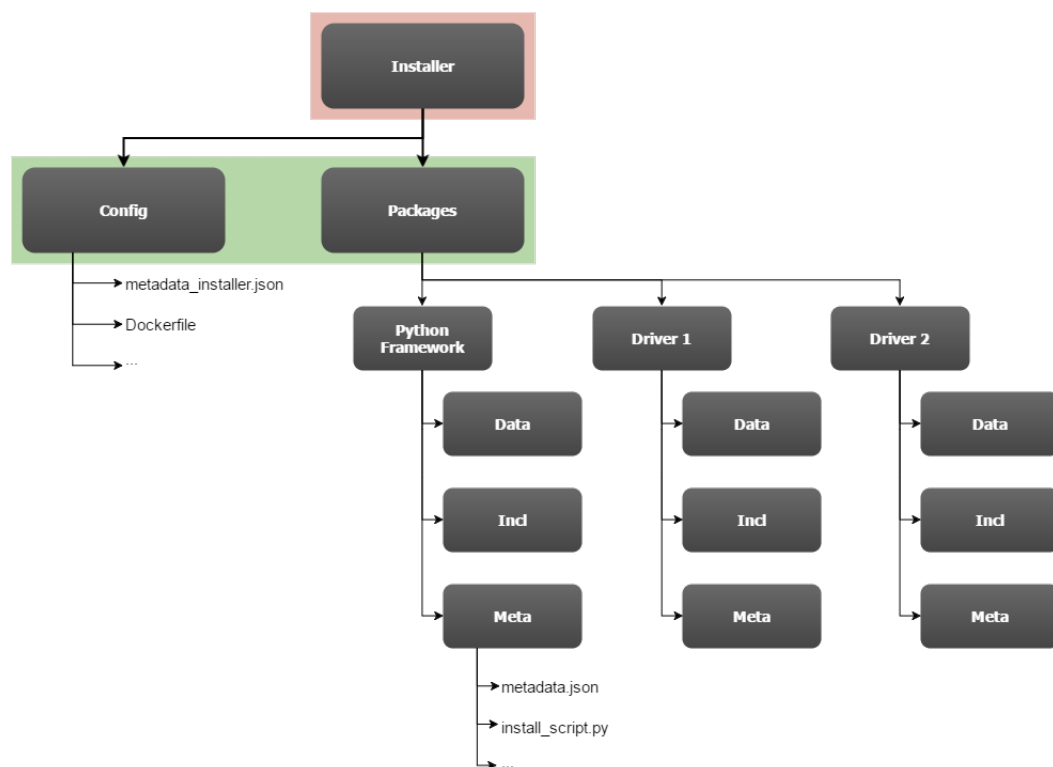 Installer
Config
Packages
metadata_installer.json
Dockerfile
...
Python
Framework
Driver 1
Driver 2
Data
Data
Data
Incl
Incl
Incl
Meta
Meta
Meta
metadata.json
install_script.py
...